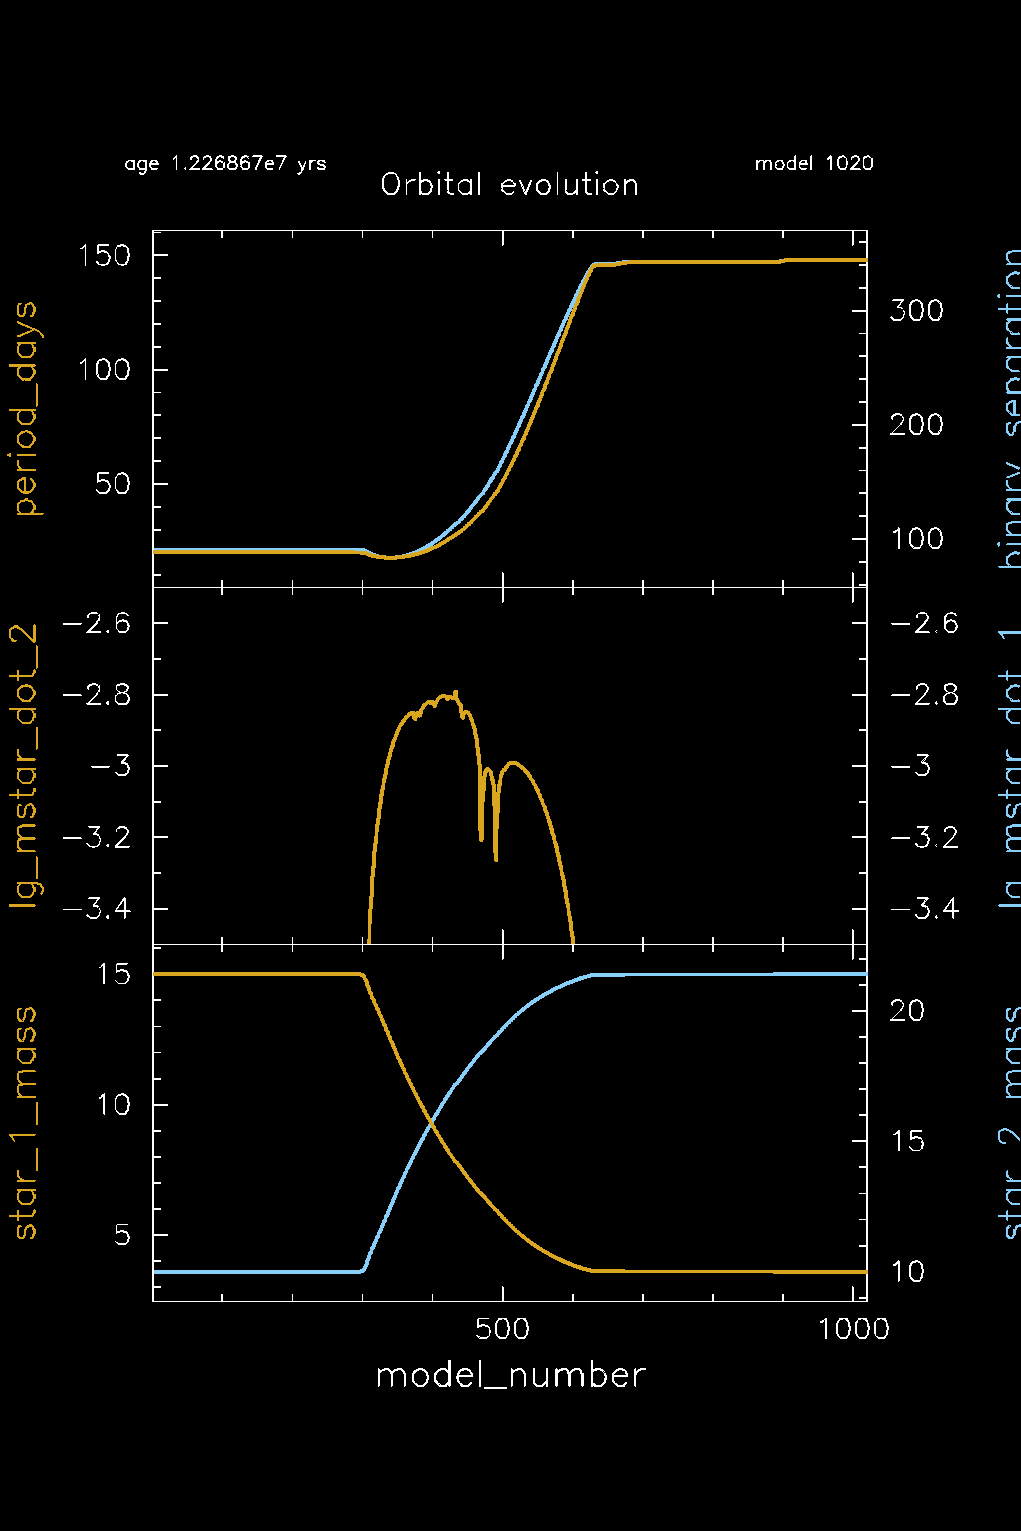 age 1.226867e7 yrs
model 1020
Orbital evolution
period_days
150
100
50
300
200
100
binary_separation
lg_mstar_dot_2
-2.6
-2.8
-3
-3.2
-3.4
-2.6
-2.8
-3
-3.2
-3.4
lg_mstar_dot_1
star_1_mass
15
10
5
20
15
10
star_2_mass
500
1000
model_number